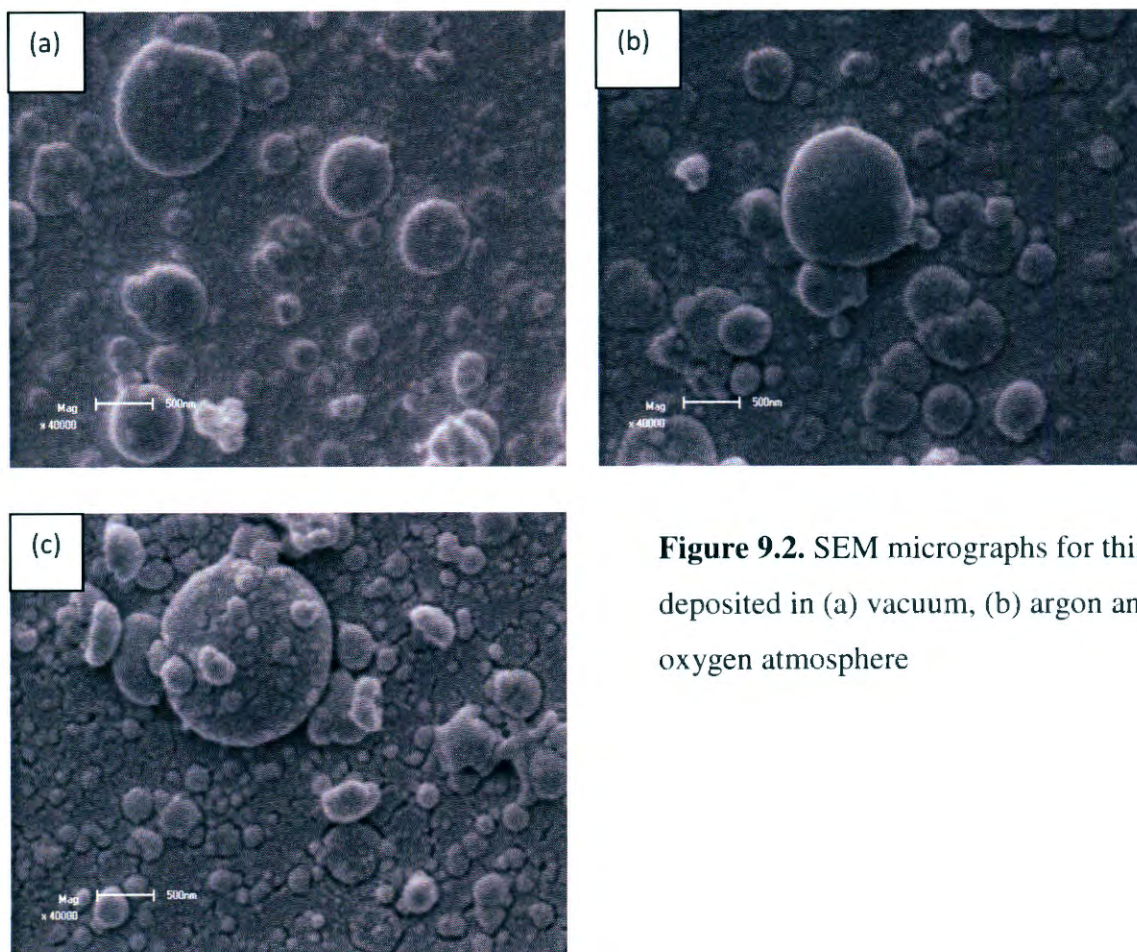 (a)
Mag
500nm
x 40000
(b)
Mag
500nm
x 40000
(c)
Mag
500nm
x 40000
Figure 9.2. SEM micrographs for thi
deposited in (a) vacuum, (b) argon an
oxygen atmosphere